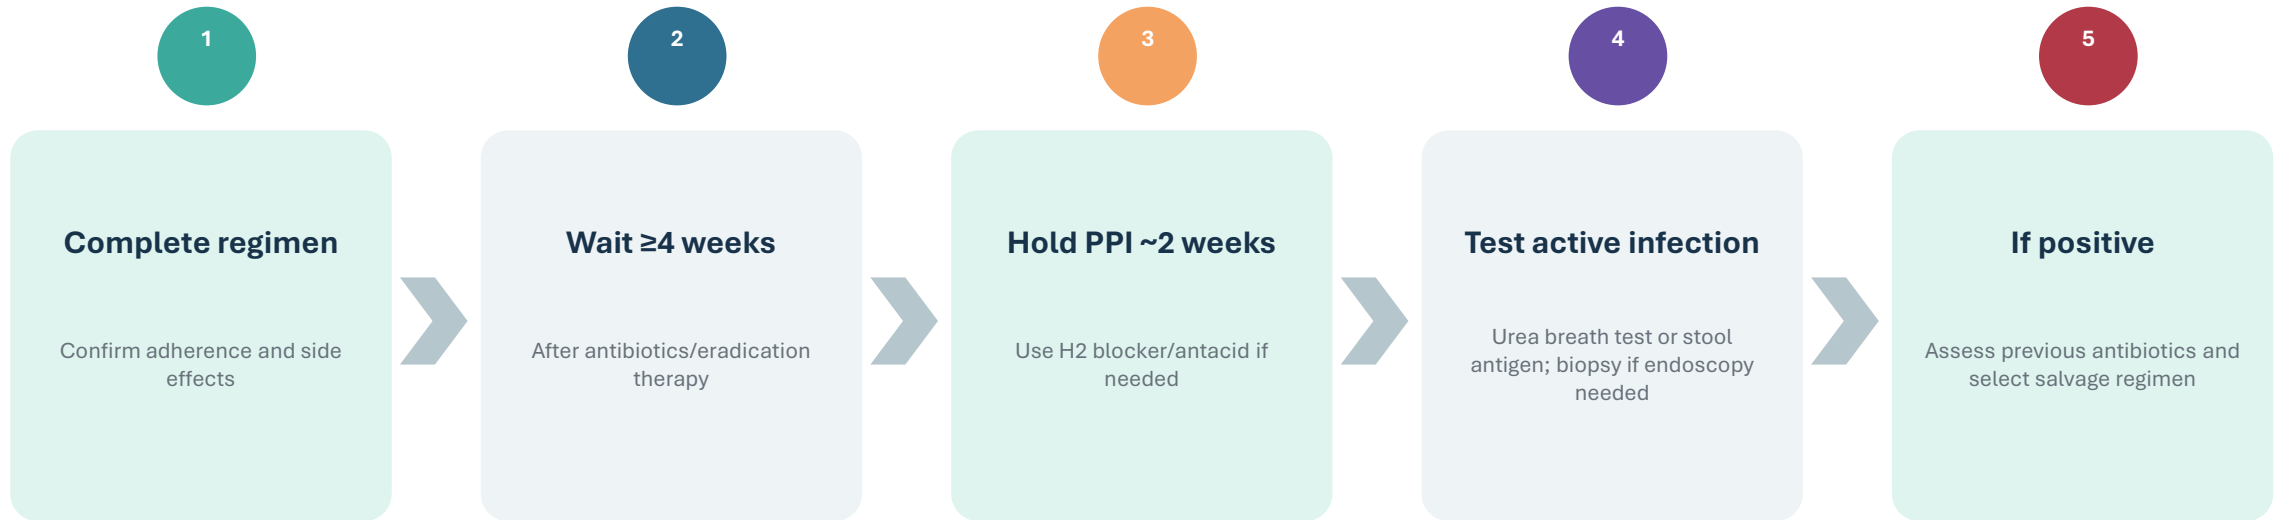 1
2
3
4
5
Complete regimen
Confirm adherence and side
effects
Wait ≥4 weeks
After antibiotics/eradication
therapy
Hold PPI ~2 weeks
Use H2 blocker/antacid if
needed
Test active infection
Urea breath test or stool
antigen; biopsy if endoscopy
needed
If positive
Assess previous antibiotics and
select salvage regimen